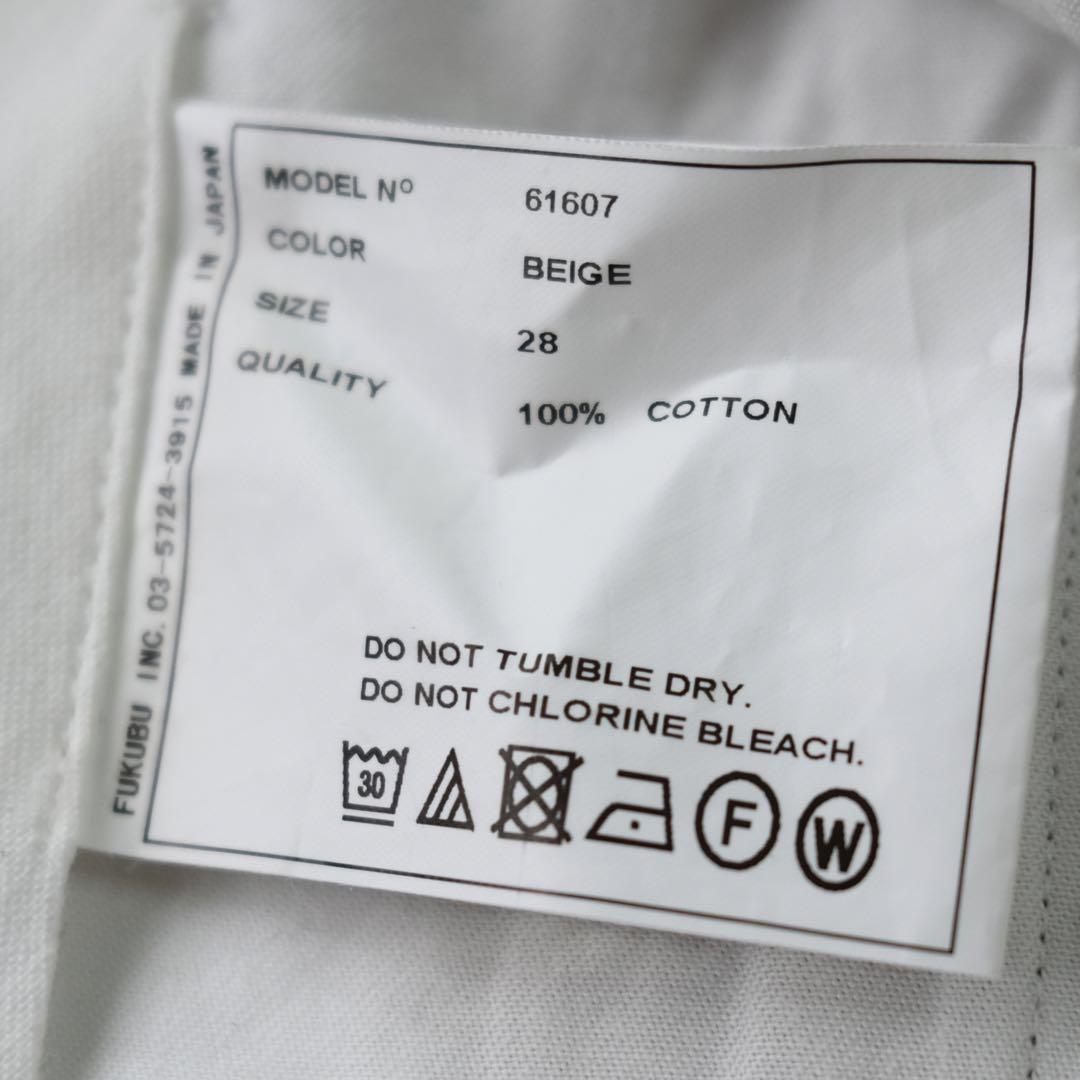 MODEL Nº 61607
COLOR BEIGE
SIZE 28
QUALITY 100% COTTON
DO NOT TUMBLE DRY.
DO NOT CHLORINE BLEACH.
30
F
W
FUKUBU INC. 03-5724-3915 MADE IN JAPAN